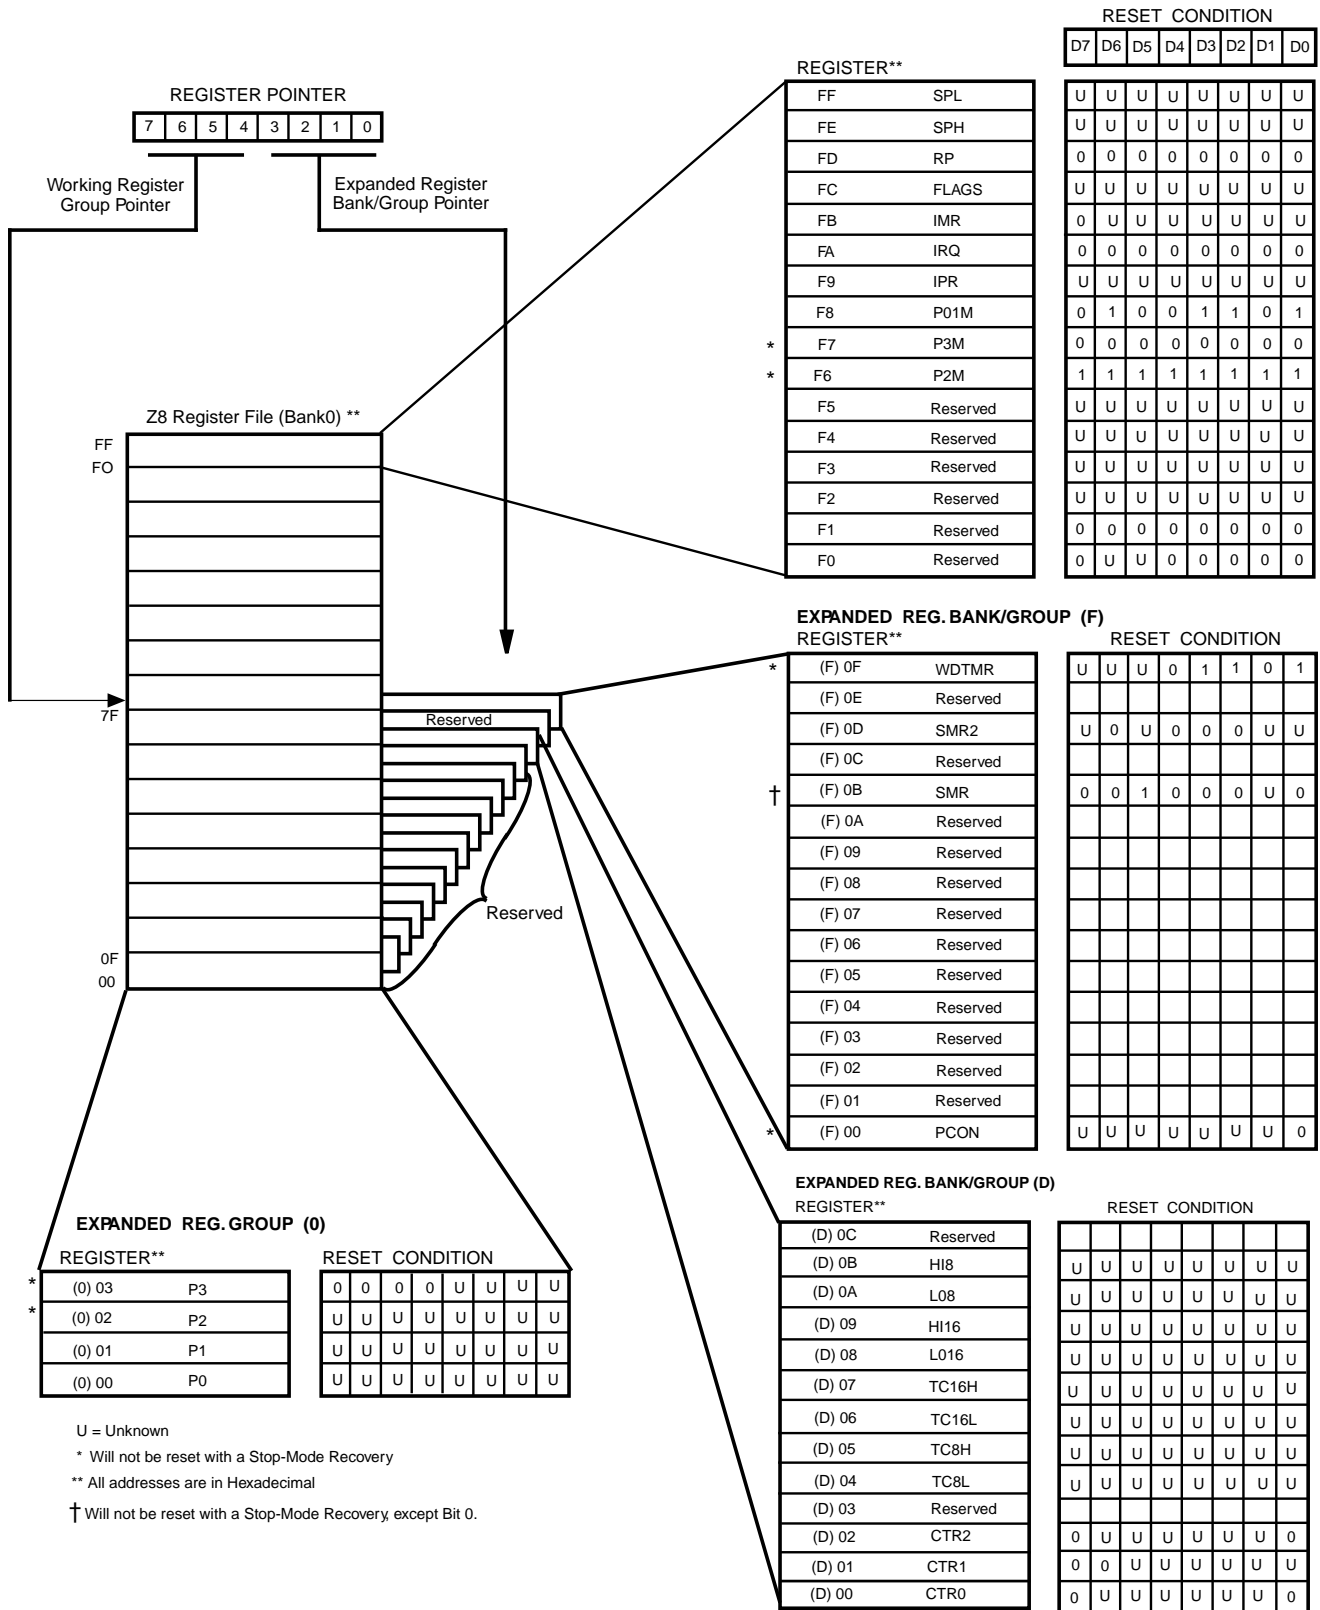 RESET CONDITION
D7 D6 D5 D4 D3 D2 D1 D0
REGISTER**
FF SPL U U U U U U U U
FE SPH U U U U U U U U
FD RP 0 0 0 0 0 0 0 0
FC FLAGS U U U U U U U U
FB IMR 0 U U U U U U U
FA IRQ 0 0 0 0 0 0 0 0
F9 IPR U U U U U U U U
F8 P01M 0 1 0 0 1 1 0 1
* F7 P3M 0 0 0 0 0 0 0 0
* F6 P2M 1 1 1 1 1 1 1 1
F5 Reserved U U U U U U U U
F4 Reserved U U U U U U U U
F3 Reserved U U U U U U U U
F2 Reserved U U U U U U U U
F1 Reserved 0 0 0 0 0 0 0 0
F0 Reserved 0 U U 0 0 0 0 0
REGISTER POINTER
7 6 5 4 3 2 1 0
Working Register
Group Pointer
Expanded Register
Bank/Group Pointer
Z8 Register File (Bank0) **
FF
FO
7F
0F
00
Reserved
Reserved
EXPANDED REG. BANK/GROUP (F)
REGISTER** RESET CONDITION
* (F) 0F WDTMR U U U 0 1 1 0 1
(F) 0E Reserved
(F) 0D SMR2 U 0 U 0 0 0 U U
(F) 0C Reserved
† (F) 0B SMR 0 0 1 0 0 0 U 0
(F) 0A Reserved
(F) 09 Reserved
(F) 08 Reserved
(F) 07 Reserved
(F) 06 Reserved
(F) 05 Reserved
(F) 04 Reserved
(F) 03 Reserved
(F) 02 Reserved
(F) 01 Reserved
* (F) 00 PCON U U U U U U U 0
EXPANDED REG. BANK/GROUP (D)
REGISTER** RESET CONDITION
(D) 0C Reserved
(D) 0B HI8 U U U U U U U U
(D) 0A L08 U U U U U U U U
(D) 09 HI16 U U U U U U U U
(D) 08 L016 U U U U U U U U
(D) 07 TC16H U U U U U U U U
(D) 06 TC16L U U U U U U U U
(D) 05 TC8H U U U U U U U U
(D) 04 TC8L U U U U U U U U
(D) 03 Reserved
(D) 02 CTR2 0 U U U U U U 0
(D) 01 CTR1 0 0 U U U U U U
(D) 00 CTR0 0 U U U U U U 0
EXPANDED REG. GROUP (0)
REGISTER** RESET CONDITION
* (0) 03 P3 0 0 0 0 U U U U
* (0) 02 P2 U U U U U U U U
(0) 01 P1 U U U U U U U U
(0) 00 P0 U U U U U U U U
U = Unknown
* Will not be reset with a Stop-Mode Recovery
** All addresses are in Hexadecimal
† Will not be reset with a Stop-Mode Recovery, except Bit 0.